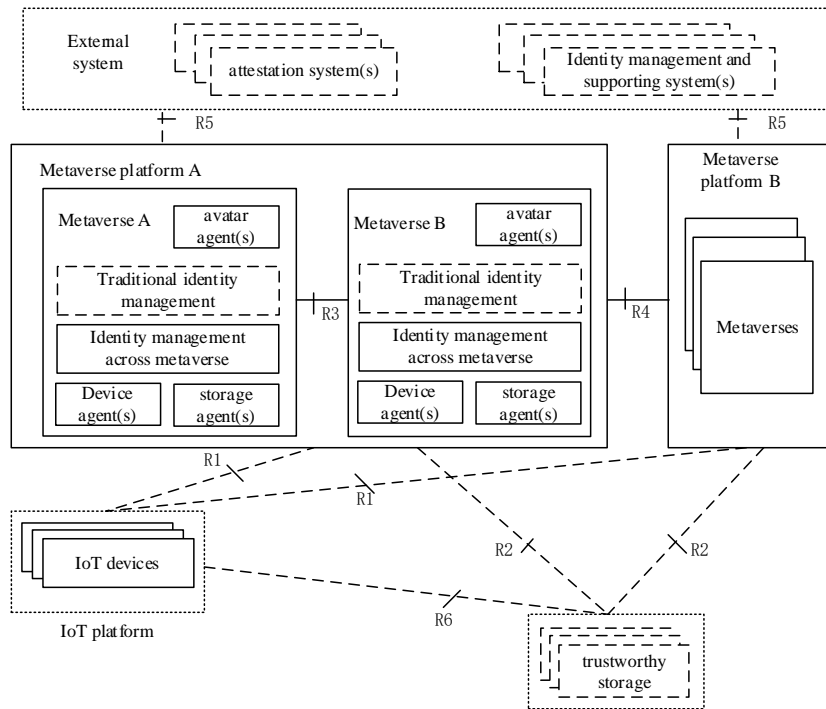 External
system
attestation system(s)
Identity management and
supporting system(s)
R5
R5
Metaverse platform A
Metaverse
platform B
Metaverse A
avatar
agent(s)
Traditional identity
management
Identity management
across metaverse
Device
agent(s)
storage
agent(s)
R3
Metaverse B
avatar
agent(s)
Traditional identity
management
Identity management
across metaverse
Device
agent(s)
storage
agent(s)
R4
Metaverses
R1
R1
R2
R2
IoT devices
IoT platform
R6
trustworthy
storage